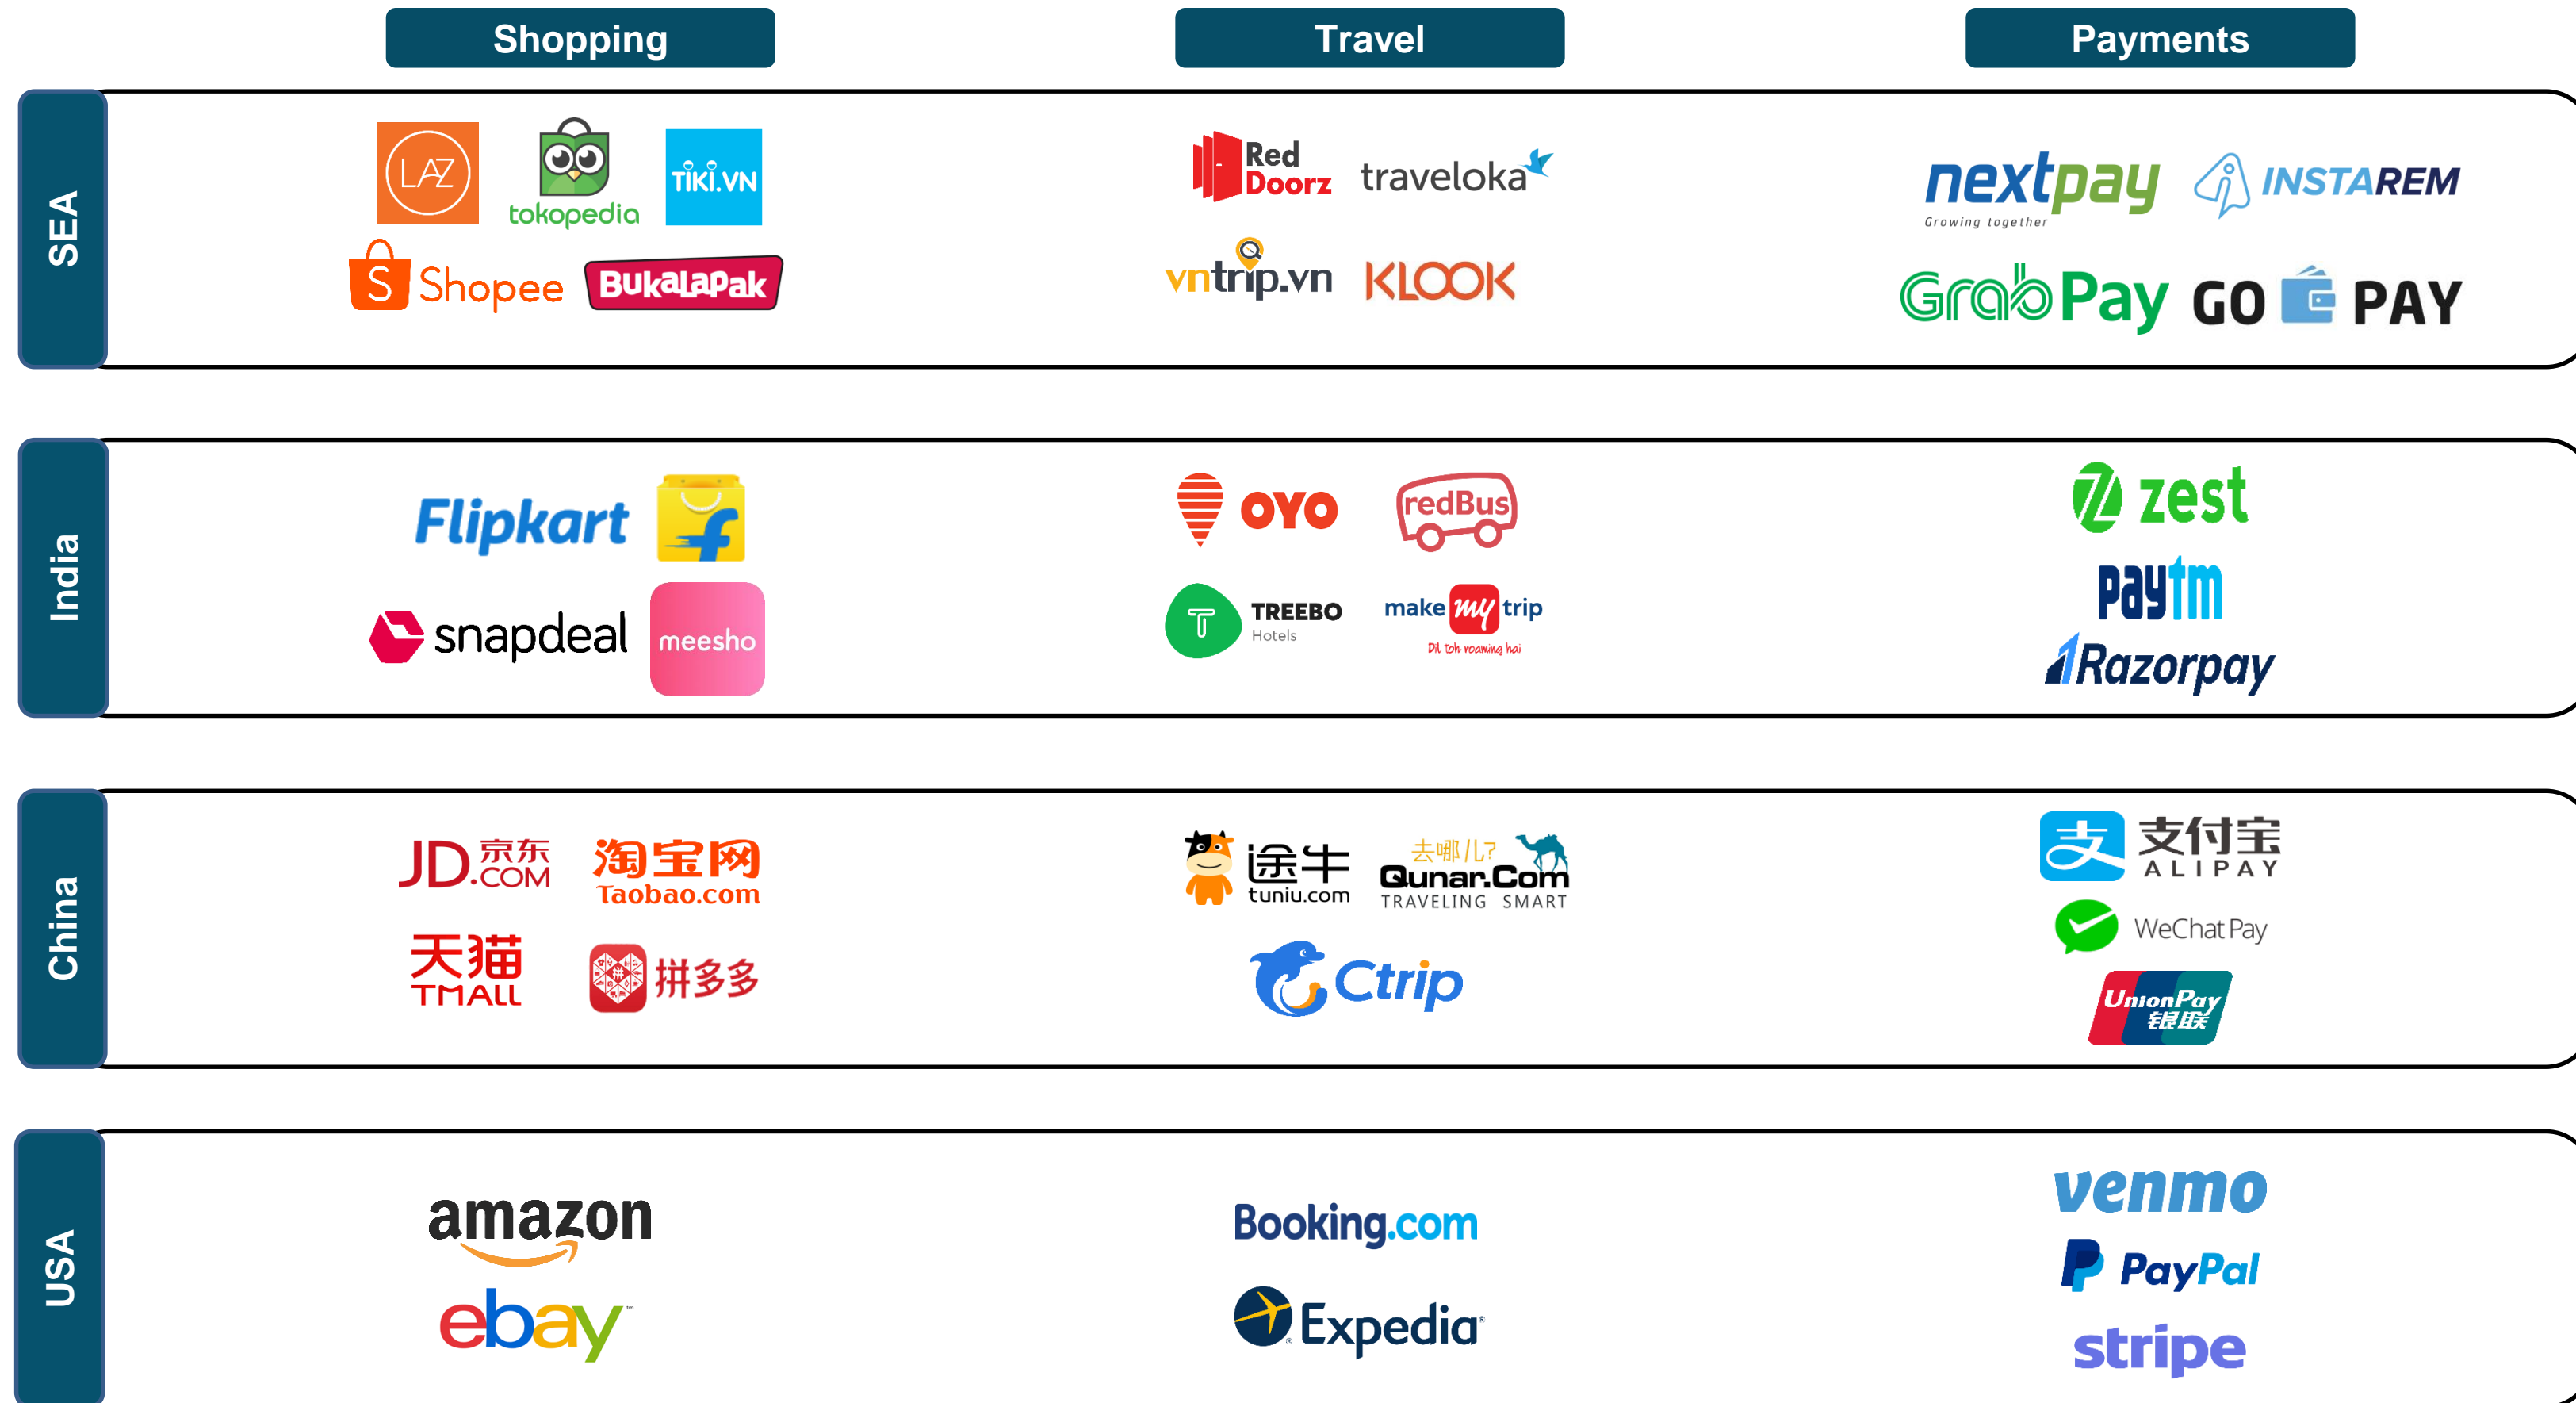 Shopping
Travel
Payments
SEA
LAZ
tokopedia
TiKi.VN
Shopee
BukaLaPak
Red
Doorz
traveloka
vntrip.vn
KLOOK
nextpay
Growing together
INSTAREM
GrabPay
GO PAY
India
Flipkart
snapdeal
meesho
OYO
redBus
TREEBO
Hotels
make my trip
Dil toh roaming hai
zest
paytm
Razorpay
China
JD.京东
.COM
淘宝网
Taobao.com
天猫
TMALL
拼多多
途牛
tuniu.com
去哪儿?
Qunar.Com
TRAVELING SMART
Ctrip
支 支付宝
ALIPAY
WeChat Pay
UnionPay
银联
USA
amazon
ebay™
Booking.com
Expedia®
venmo
PayPal
stripe